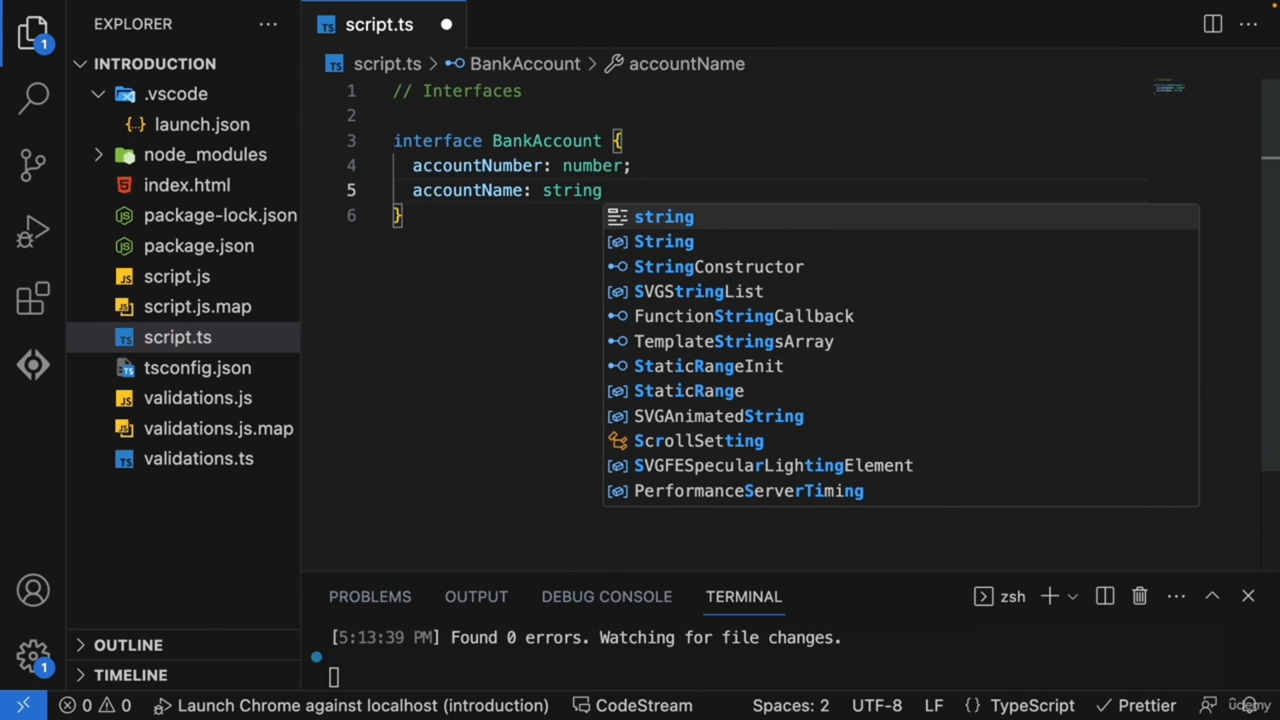 EXPLORER
script.ts
1
INTRODUCTION
script.ts > BankAccount > accountName
.vscode
launch.json
node_modules
index.html
package-lock.json
package.json
script.js
script.js.map
script.ts
tsconfig.json
validations.js
validations.js.map
validations.ts
OUTLINE
TIMELINE
1 // Interfaces
2
3 interface BankAccount {
4 accountNumber: number;
5 accountName: string
6 }
string
String
StringConstructor
SVGStringList
FunctionStringCallback
TemplateStringsArray
StaticRangeInit
StaticRange
SVGAnimatedString
ScrollSetting
SVGFESpecularLightingElement
PerformanceServerTiming
PROBLEMS OUTPUT DEBUG CONSOLE TERMINAL zsh
[5:13:39 PM] Found 0 errors. Watching for file changes.
1
0 0 Launch Chrome against localhost (introduction) CodeStream Spaces: 2 UTF-8 LF {} TypeScript Prettier
udemy